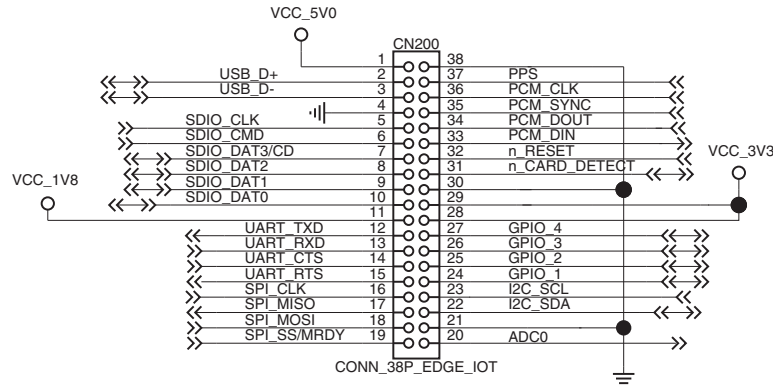 VCC_5V0
CN200
1 38
USB_D+ 2 37 PPS
USB_D- 3 36 PCM_CLK
4 35 PCM_SYNC
SDIO_CLK 5 34 PCM_DOUT
SDIO_CMD 6 33 PCM_DIN
SDIO_DAT3/CD 7 32 n_RESET
VCC_3V3
SDIO_DAT2 8 31 n_CARD_DETECT
VCC_1V8
SDIO_DAT1 9 30
SDIO_DAT0 10 29
11 28
UART_TXD 12 27 GPIO_4
UART_RXD 13 26 GPIO_3
UART_CTS 14 25 GPIO_2
UART_RTS 15 24 GPIO_1
SPI_CLK 16 23 I2C_SCL
SPI_MISO 17 22 I2C_SDA
SPI_MOSI 18 21
SPI_SS/MRDY 19 20 ADC0
CONN_38P_EDGE_IOT